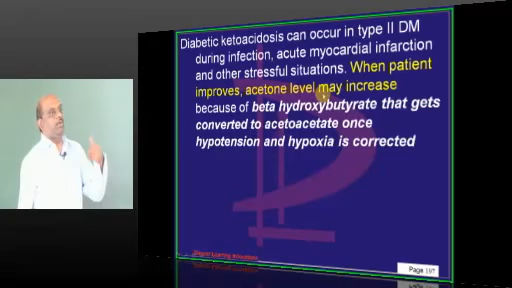 Diabetic ketoacidosis can occur in type II DM
during infection, acute myocardial infarction
and other stressful situations. When patient
improves, acetone level may increase
because of beta hydroxybutyrate that gets
converted to acetoacetate once
hypotension and hypoxia is corrected
Page 107